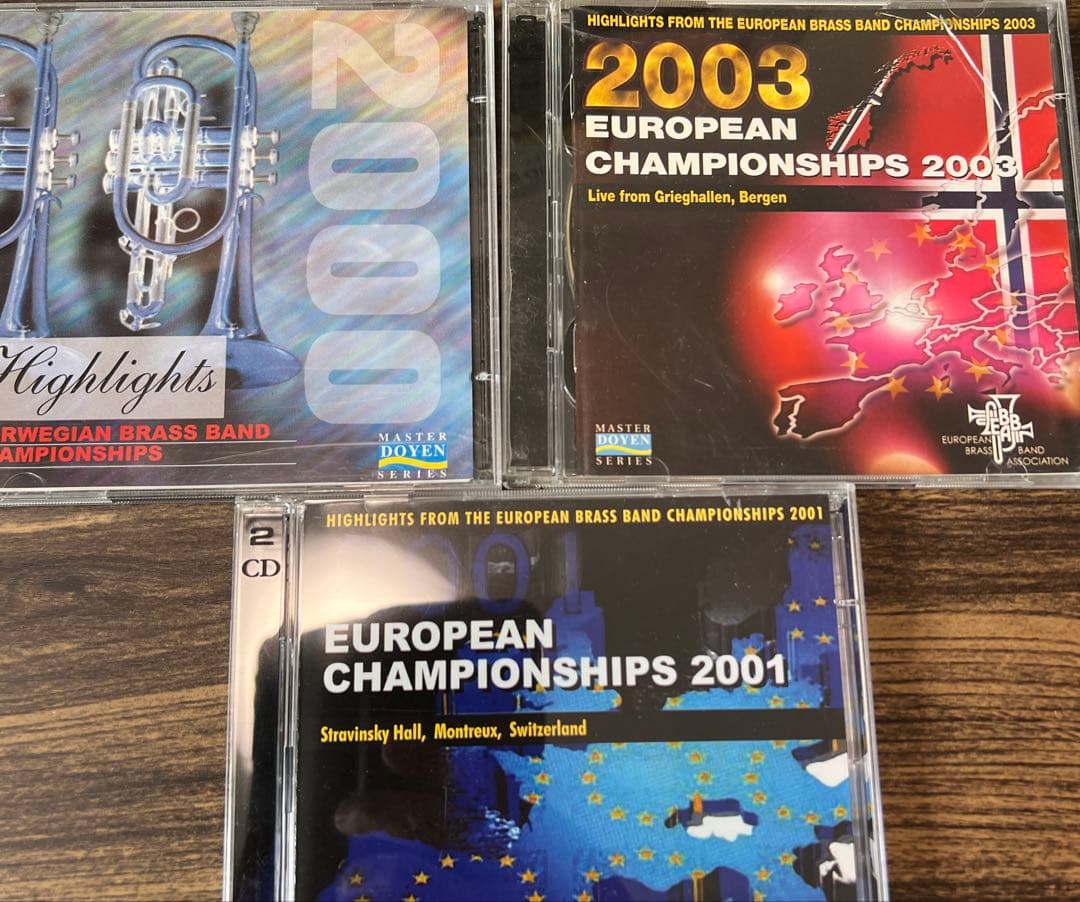 2000
Highlights
RWEGIAN BRASS BAND
AMPIONSHIPS
MASTER
DOYEN
SERIES
HIGHLIGHTS FROM THE EUROPEAN BRASS BAND CHAMPIONSHIPS 2003
2003
EUROPEAN
CHAMPIONSHIPS 2003
Live from Grieghallen, Bergen
MASTER
DOYEN
SERIES
EBBA
EUROPEAN
BRASS BAND
ASSOCIATION
2
CD
HIGHLIGHTS FROM THE EUROPEAN BRASS BAND CHAMPIONSHIPS 2001
2001
EUROPEAN
CHAMPIONSHIPS 2001
Stravinsky Hall, Montreux, Switzerland